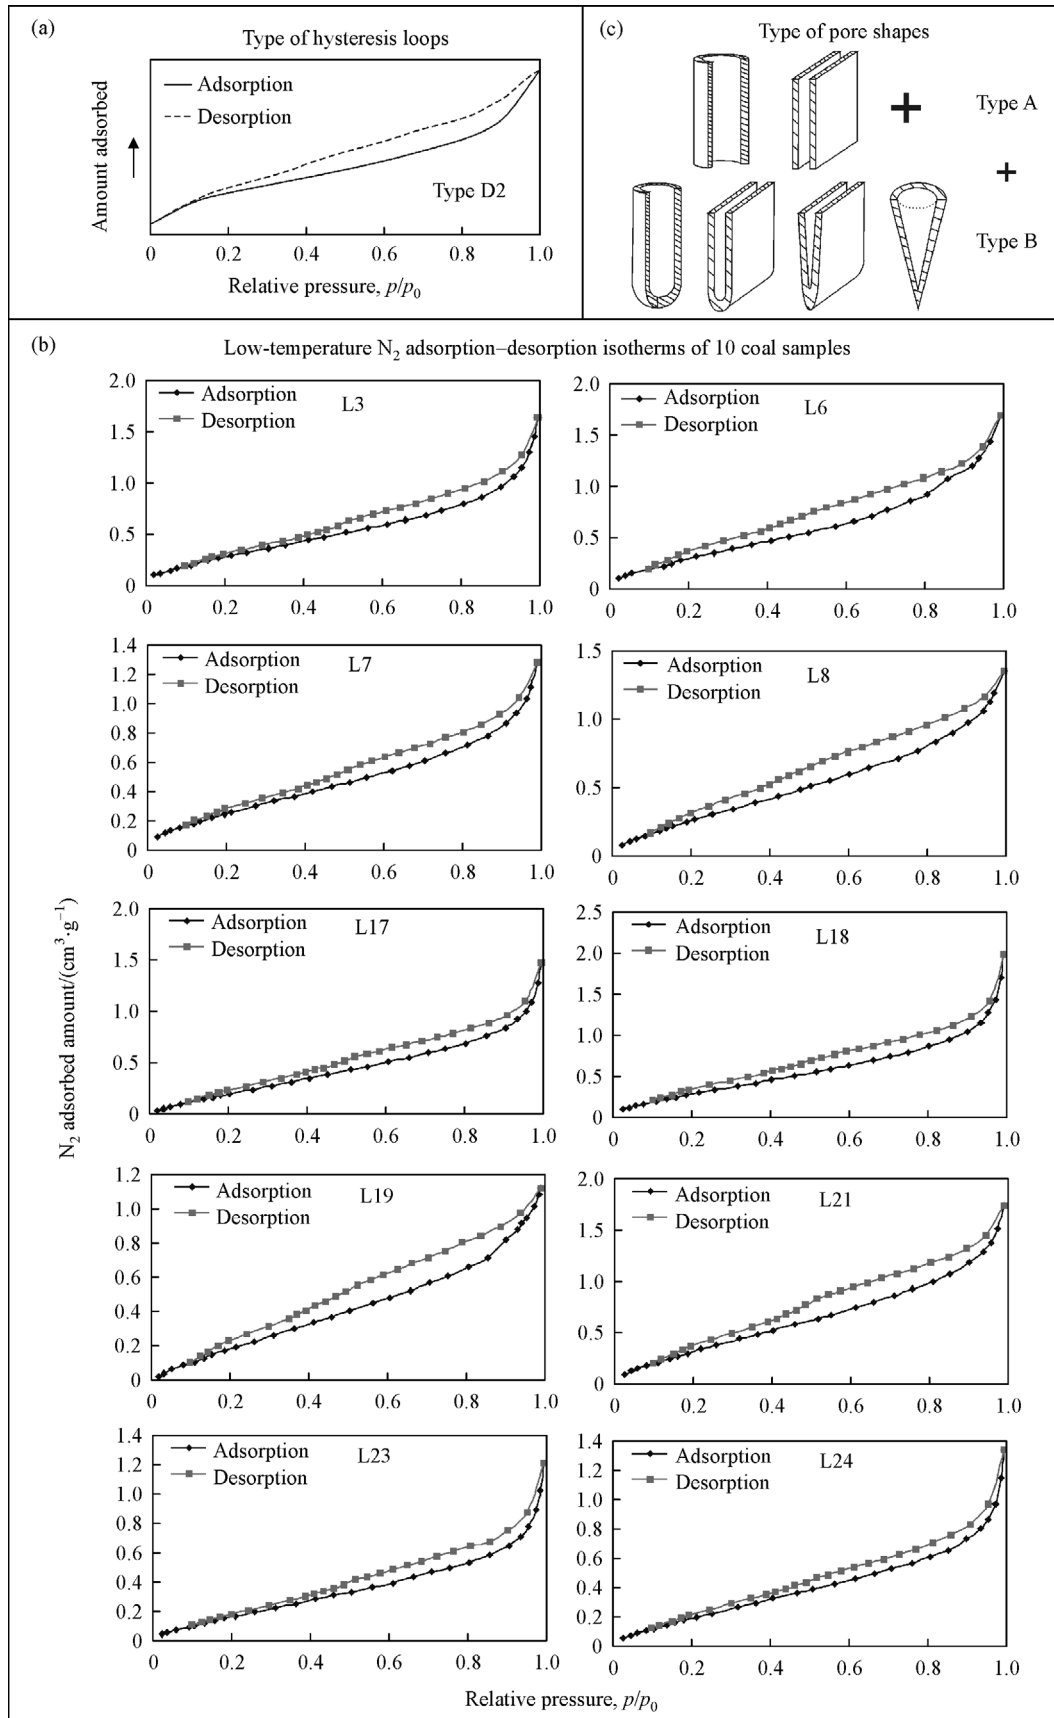 (a)
Type of hysteresis loops
Adsorption
Desorption
Type D2
Amount adsorbed
0 0.2 0.4 0.6 0.8 1.0
Relative pressure, p/p0
(c)
Type of pore shapes
+
Type A
+
Type B
(b)
Low-temperature N2 adsorption–desorption isotherms of 10 coal samples
2.0
Adsorption
L3
Desorption
1.5
1.0
0.5
0
0 0.2 0.4 0.6 0.8 1.0
2.0
Adsorption
L6
Desorption
1.5
1.0
0.5
0
0 0.2 0.4 0.6 0.8 1.0
1.4
Adsorption
L7
Desorption
1.2
1.0
0.8
0.6
0.4
0.2
0
0 0.2 0.4 0.6 0.8 1.0
1.5
Adsorption
L8
Desorption
1.0
0.5
0
0 0.2 0.4 0.6 0.8 1.0
N2 adsorbed amount/(cm³·g⁻¹)
2.0
Adsorption
L17
Desorption
1.5
1.0
0.5
0
0 0.2 0.4 0.6 0.8 1.0
2.5
Adsorption
L18
Desorption
2.0
1.5
1.0
0.5
0
0 0.2 0.4 0.6 0.8 1.0
1.2
Adsorption
L19
Desorption
1.0
0.8
0.6
0.4
0.2
0
0 0.2 0.4 0.6 0.8 1.0
2.0
Adsorption
L21
Desorption
1.5
1.0
0.5
0
0 0.2 0.4 0.6 0.8 1.0
1.4
Adsorption
L23
Desorption
1.2
1.0
0.8
0.6
0.4
0.2
0
0 0.2 0.4 0.6 0.8 1.0
1.4
Adsorption
L24
Desorption
1.2
1.0
0.8
0.6
0.4
0.2
0
0 0.2 0.4 0.6 0.8 1.0
Relative pressure, p/p0